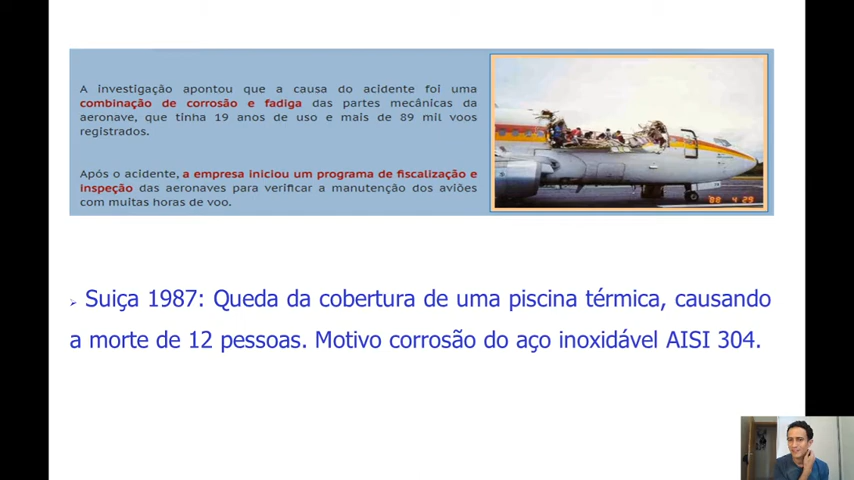 A investigação apontou que a causa do acidente foi uma
combinação de corrosão e fadiga das partes mecânicas da
aeronave, que tinha 19 anos de uso e mais de 89 mil voos
registrados.
Após o acidente, a empresa iniciou um programa de fiscalização e
inspeção das aeronaves para verificar a manutenção dos aviões
com muitas horas de voo.
'88 4 29
Suiça 1987: Queda da cobertura de uma piscina térmica, causando
a morte de 12 pessoas. Motivo corrosão do aço inoxidável AISI 304.